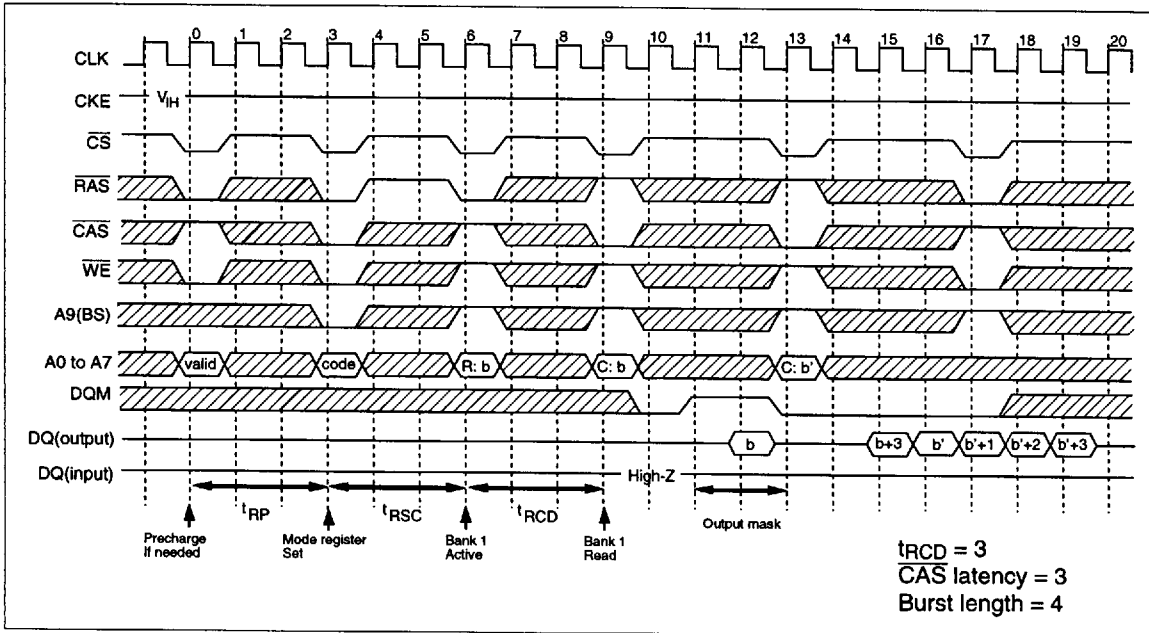 0 1 2 3 4 5 6 7 8 9 10 11 12 13 14 15 16 17 18 19 20
CLK
CKE VIH
CS
RAS
CAS
WE
A9(BS)
A0 to A7 valid code R: b C: b C: b'
DQM
DQ(output) b b+3 b' b'+1 b'+2 b'+3
DQ(input) High-Z
tRP tRSC tRCD Output mask
Precharge If needed
Mode register Set
Bank 1 Active
Bank 1 Read
tRCD = 3
CAS latency = 3
Burst length = 4